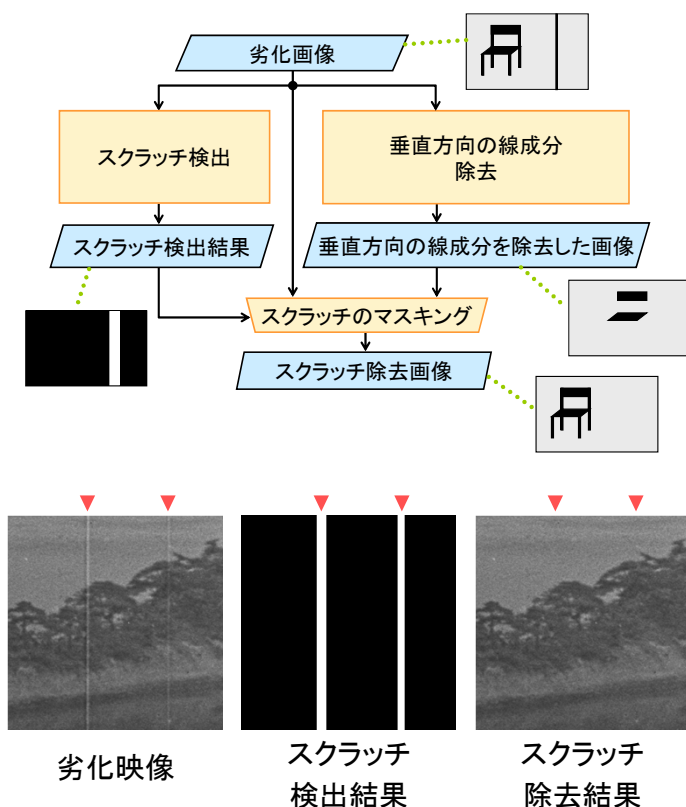 劣化画像
スクラッチ検出
垂直方向の線成分
除去
スクラッチ検出結果
垂直方向の線成分を除去した画像
スクラッチのマスキング
スクラッチ除去画像
劣化映像
スクラッチ
検出結果
スクラッチ
除去結果